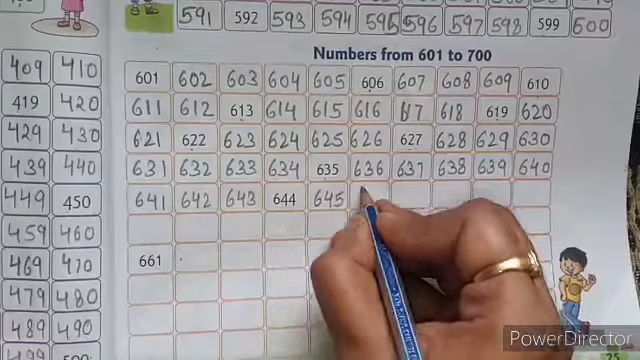 591 592 593 594 595 596 597 598 599 500
Numbers from 601 to 700
409 410 601 602 603 604 605 606 607 608 609 610
419 420 611 612 613 614 615 616 617 618 619 620
429 430 621 622 623 624 625 626 627 628 629 630
439 440 631 632 633 634 635 636 637 638 639 640
449 450 641 642 643 644 645
459 460
469 470 661
479 480
489 490
499 500
PowerDirector